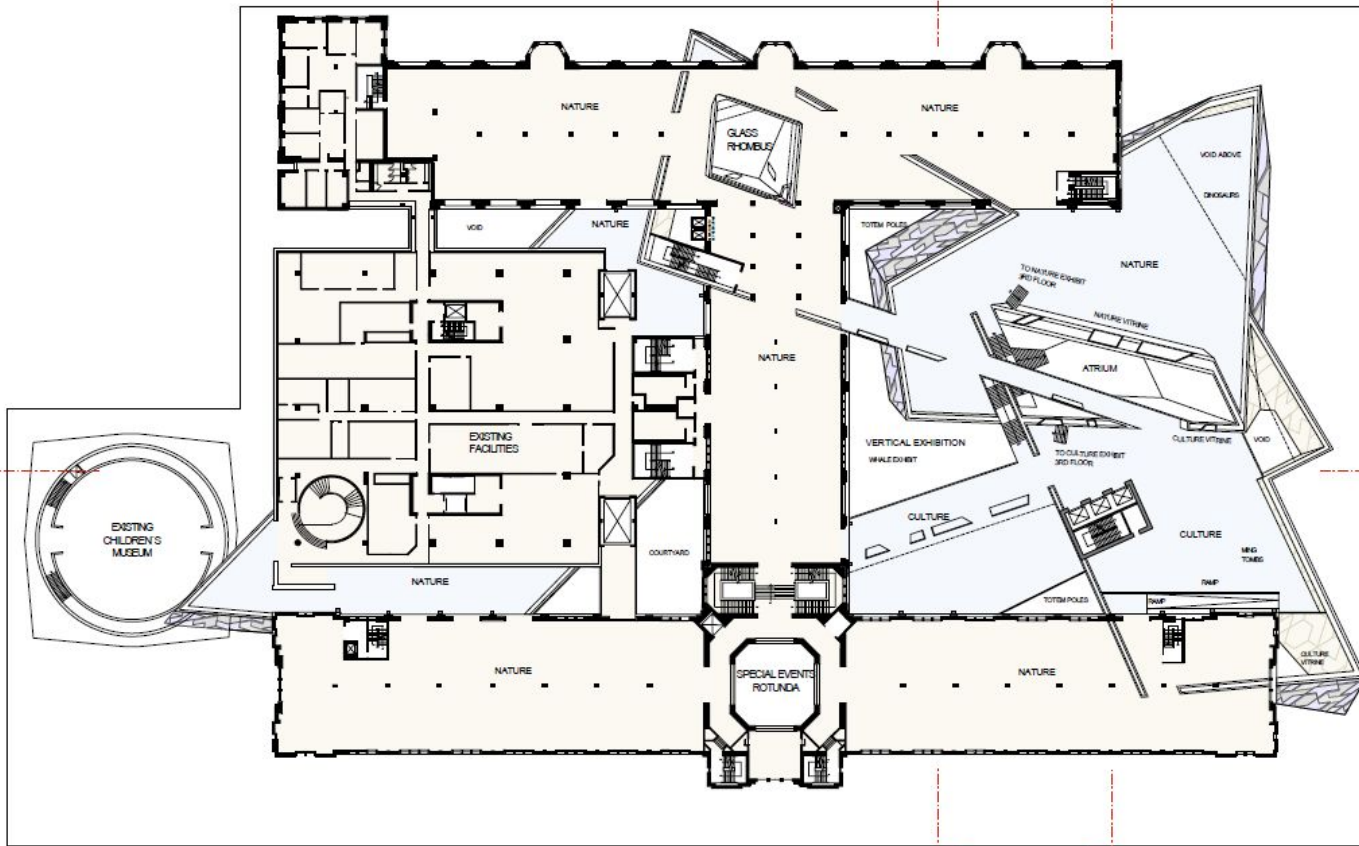 NATURE
NATURE
GLASS
RHOMBUS
VOID ABOVE
DINOSAURS
VOID
NATURE
TOTEM POLES
NATURE
TO NATURE EXHIBIT
3RD FLOOR
NATURE VITRINE
NATURE
ATRIUM
EXISTING
FACILITIES
VERTICAL EXHIBITION
WHALE EXHIBIT
TO CULTURE EXHIBIT
3RD FLOOR
CULTURE VITRINE
VOID
EXISTING
CHILDREN'S
MUSEUM
CULTURE
CULTURE
MING
TOMBS
COURTYARD
NATURE
RAMP
RAMP
TOTEM POLES
NATURE
SPECIAL EVENTS
ROTUNDA
NATURE
CULTURE
VITRINE